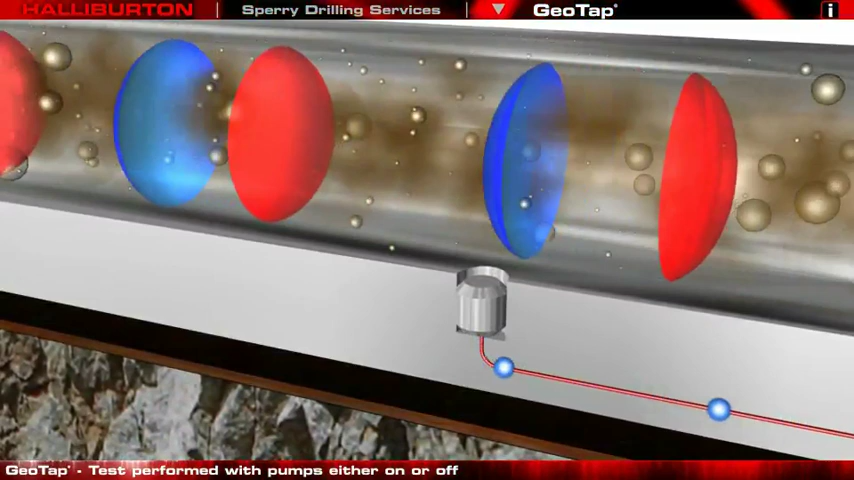 HALLIBURTON | Sperry Drilling Services | ▼ GeoTap® i
GeoTap® - Test performed with pumps either on or off